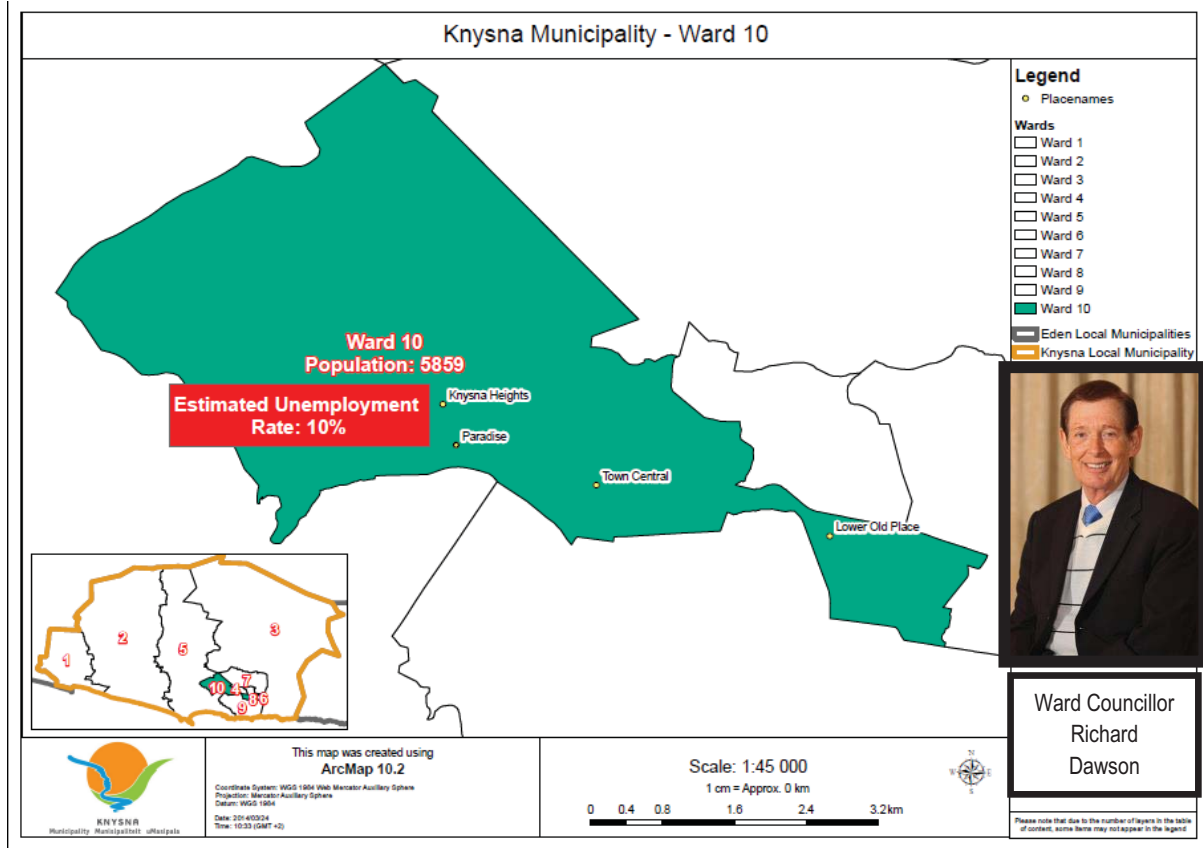 Knysna Municipality - Ward 10
Ward 10
Population: 5859
Estimated Unemployment
Rate: 10%
Knysna Heights
Paradise
Town Central
Lower Old Place
Legend
Placenames
Wards
Ward 1
Ward 2
Ward 3
Ward 4
Ward 5
Ward 6
Ward 7
Ward 8
Ward 9
Ward 10
Eden Local Municipalities
Knysna Local Municipality
Ward Councillor
Richard
Dawson
1
2
5
3
10
4
7
8
6
9
KNYSNA
Municipality Munisipaliteit uMasipala
This map was created using
ArcMap 10.2
Coordinate System: WGS 1984 Web Mercator Auxiliary Sphere
Projection: Mercator Auxiliary Sphere
Datum: WGS 1984
Date: 2014/03/24
Time: 10:33 (GMT +2)
Scale: 1:45 000
1 cm = Approx. 0 km
0 0.4 0.8 1.6 2.4 3.2 km
N
W E
S
Please note that due to the number of layers in the table
of content, some items may not appear in the legend